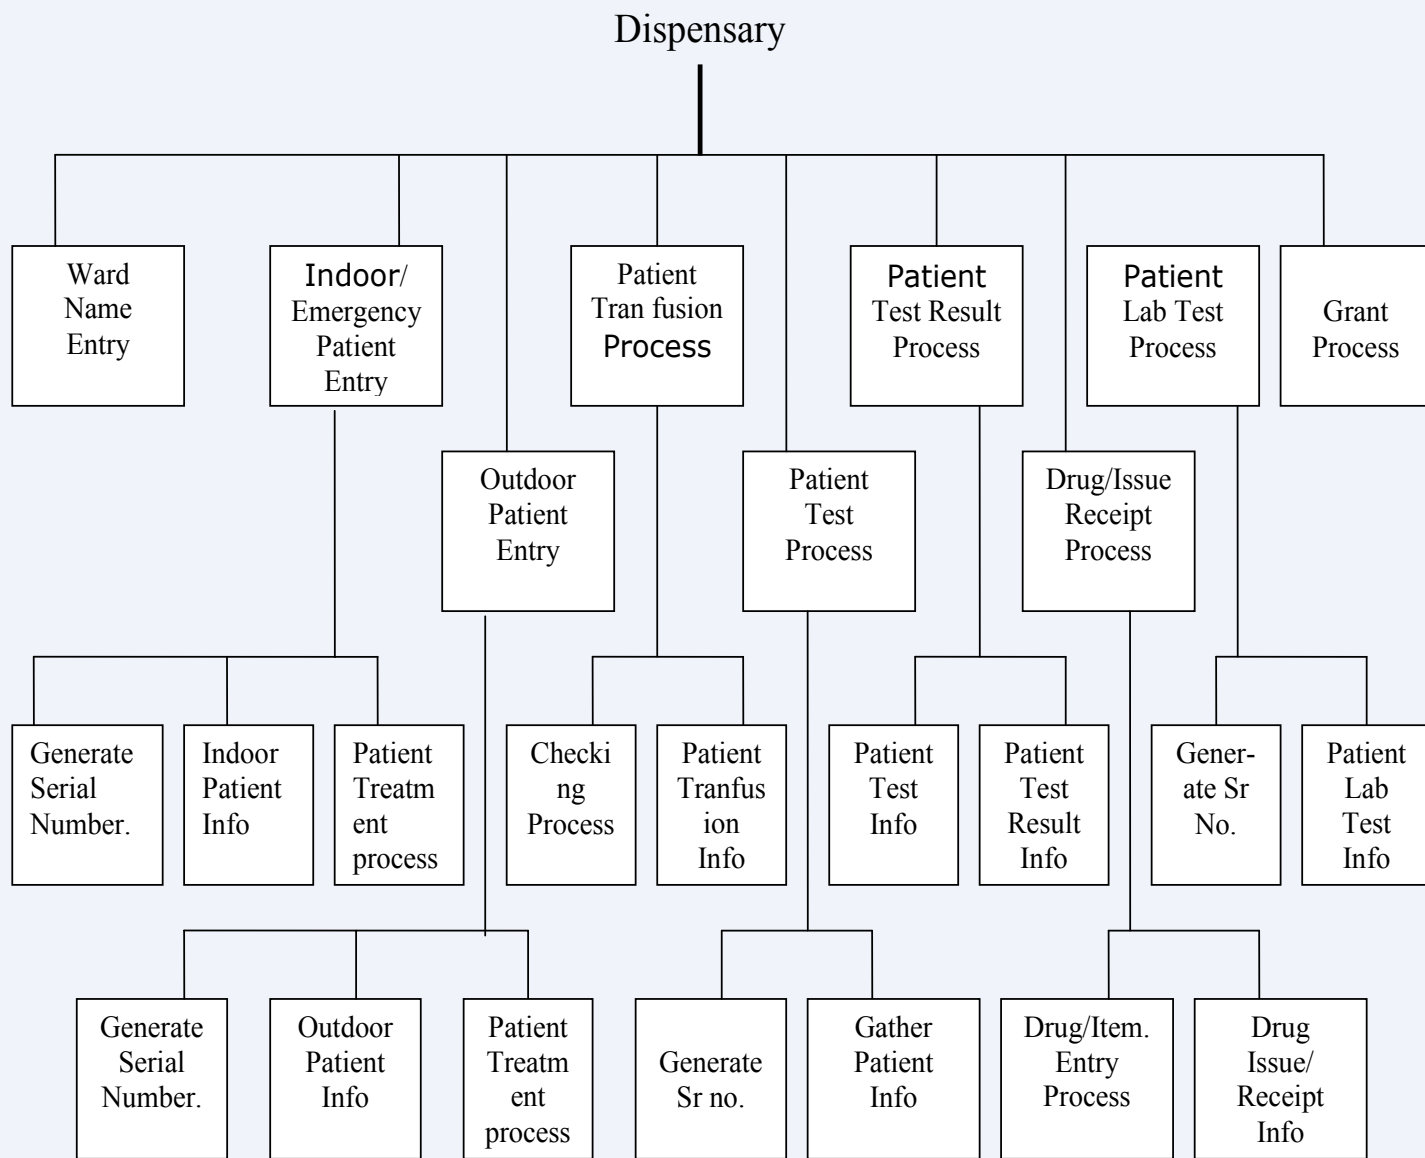 Dispensary
Ward
Name
Entry
Indoor/
Emergency
Patient
Entry
Patient
Tran fusion
Process
Patient
Test Result
Process
Patient
Lab Test
Process
Grant
Process
Outdoor
Patient
Entry
Patient
Test
Process
Drug/Issue
Receipt
Process
Generate
Serial
Number.
Indoor
Patient
Info
Patient
Treatm
ent
process
Checki
ng
Process
Patient
Tranfus
ion
Info
Patient
Test
Info
Patient
Test
Result
Info
Gener-
ate Sr
No.
Patient
Lab
Test
Info
Generate
Serial
Number.
Outdoor
Patient
Info
Patient
Treatm
ent
process
Generate
Sr no.
Gather
Patient
Info
Drug/Item.
Entry
Process
Drug
Issue/
Receipt
Info